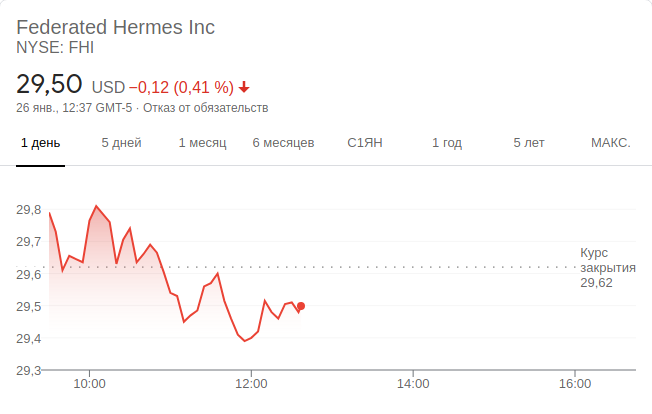 Federated Hermes Inc
NYSE: FHI
29,50 USD −0,12 (0,41 %)
26 янв., 12:37 GMT-5 · Отказ от обязательств
1 день 5 дней 1 месяц 6 месяцев С1ЯН 1 год 5 лет МАКС.
29,8
29,7
29,6
29,5
29,4
29,3
Курс
закрытия
29,62
10:00 12:00 14:00 16:00